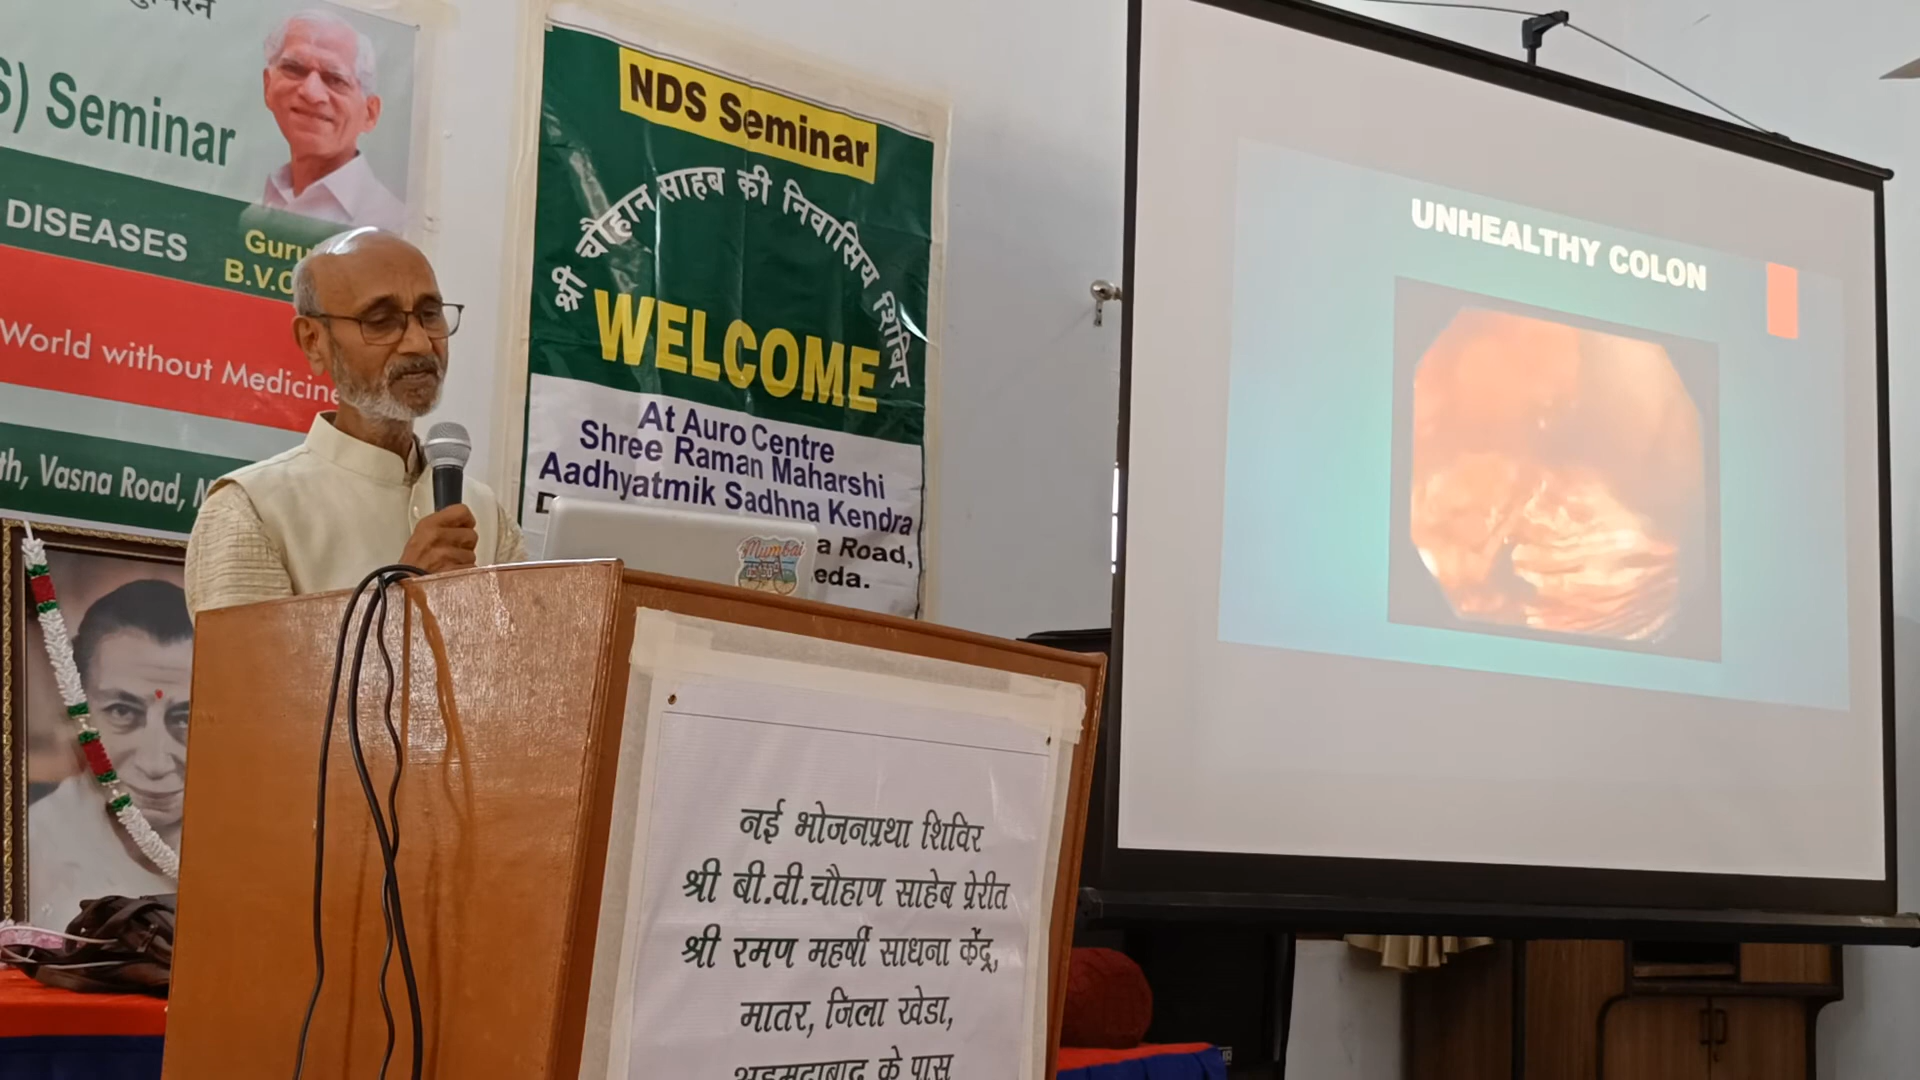 S) Seminar
DISEASES
B.V.C
World without Medicine
th, Vasna Road, N
NDS Seminar
श्री चौहान साहब की निवासिय शिविर
WELCOME
At Auro Centre
Shree Raman Maharshi
Aadhyatmik Sadhna Kendra
a Road,
eda.
Mumbai
UNHEALTHY COLON
नई भोजनप्रथा शिविर
श्री बी.वी.चौहाण साहेब प्रेरीत
श्री रमण महर्षी साधना केंद्र,
मातर, जिला खेडा,
अहमदाबाद के पास